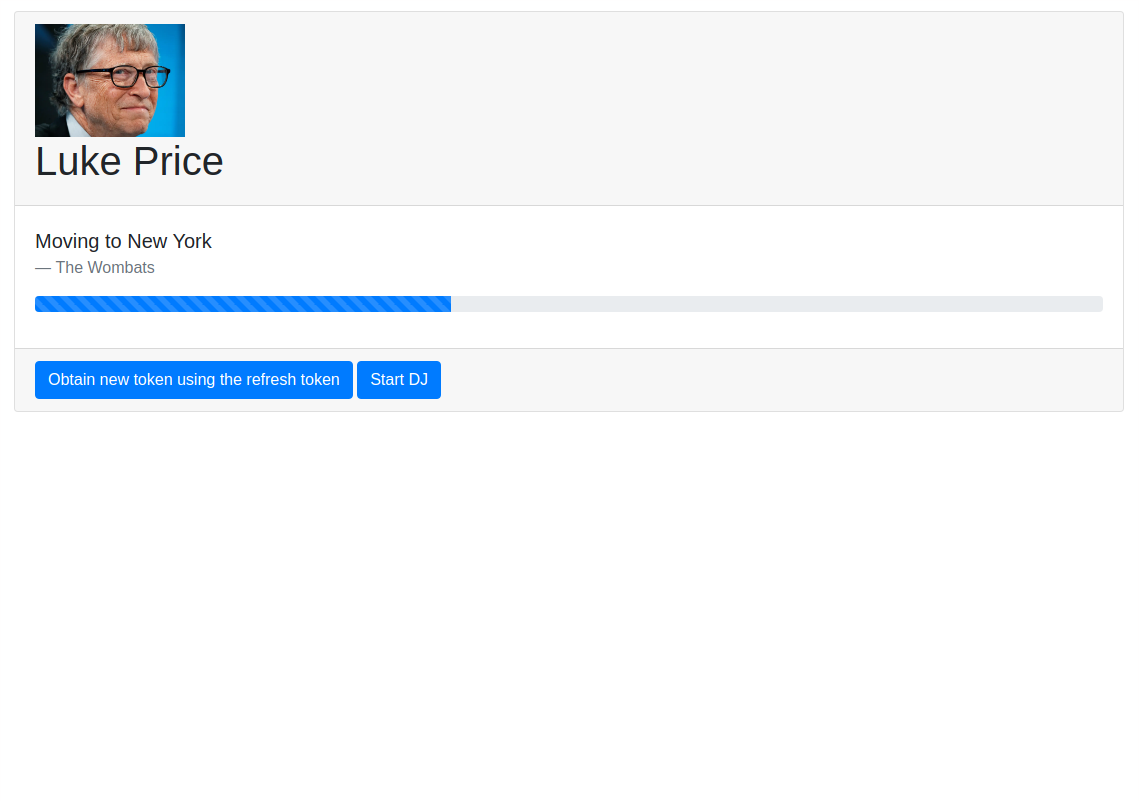 Luke Price
Moving to New York
— The Wombats
Obtain new token using the refresh token
Start DJ